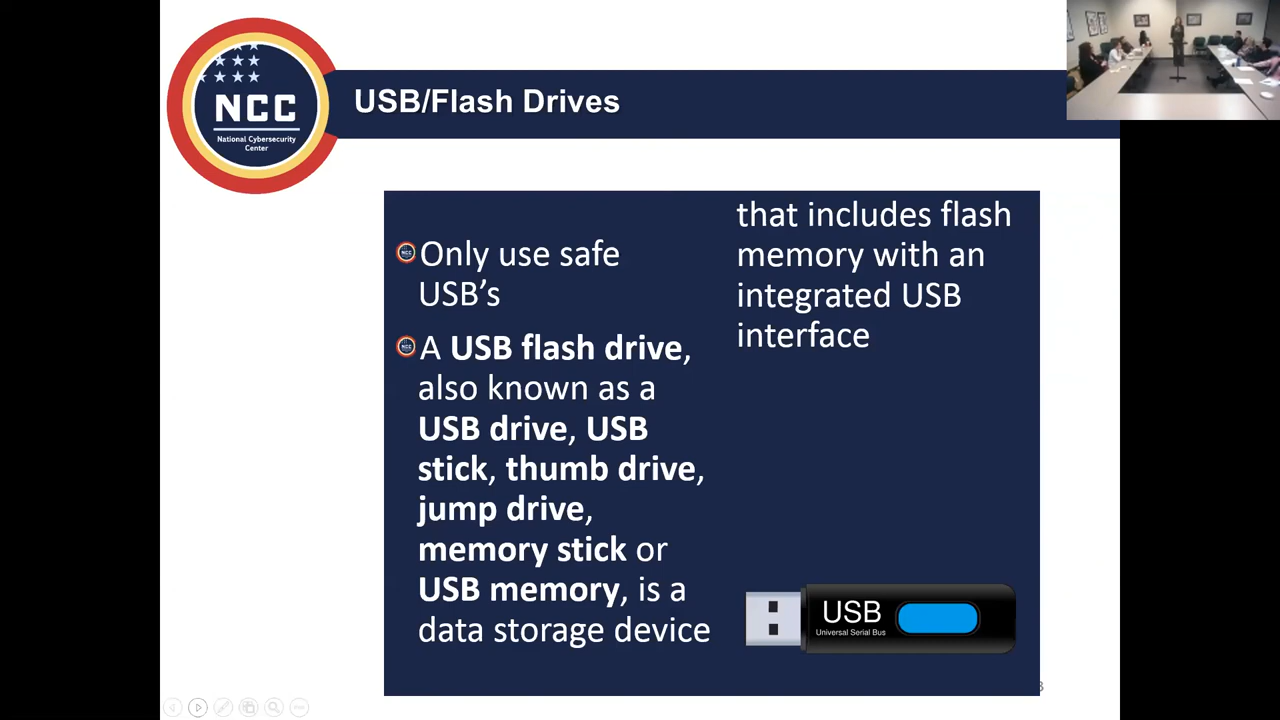 NCC
National Cybersecurity
Center
USB/Flash Drives
Only use safe
USB’s
A USB flash drive,
also known as a
USB drive, USB
stick, thumb drive,
jump drive,
memory stick or
USB memory, is a
data storage device
that includes flash
memory with an
integrated USB
interface
USB
Universal Serial Bus